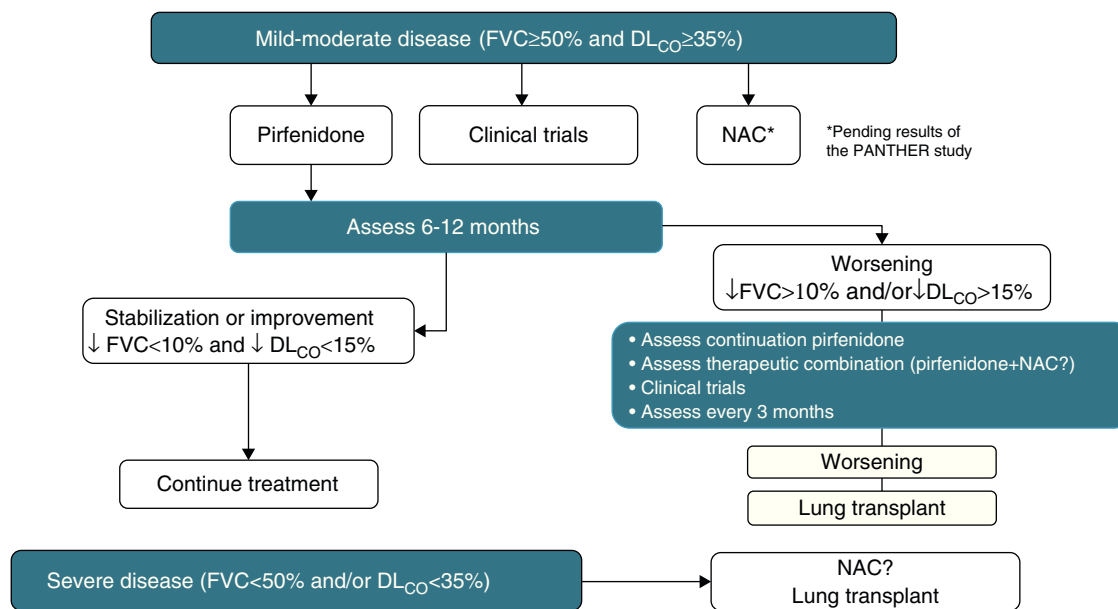 Mild-moderate disease (FVC≥50% and DLCO≥35%)
Pirfenidone
Clinical trials
NAC*
*Pending results of
the PANTHER study
Assess 6-12 months
Worsening
↓FVC>10% and/or↓DLCO>15%
Stabilization or improvement
↓ FVC<10% and ↓ DLCO<15%
• Assess continuation pirfenidone
• Assess therapeutic combination (pirfenidone+NAC?)
• Clinical trials
• Assess every 3 months
Worsening
Continue treatment
Lung transplant
Severe disease (FVC<50% and/or DLCO<35%)
NAC?
Lung transplant